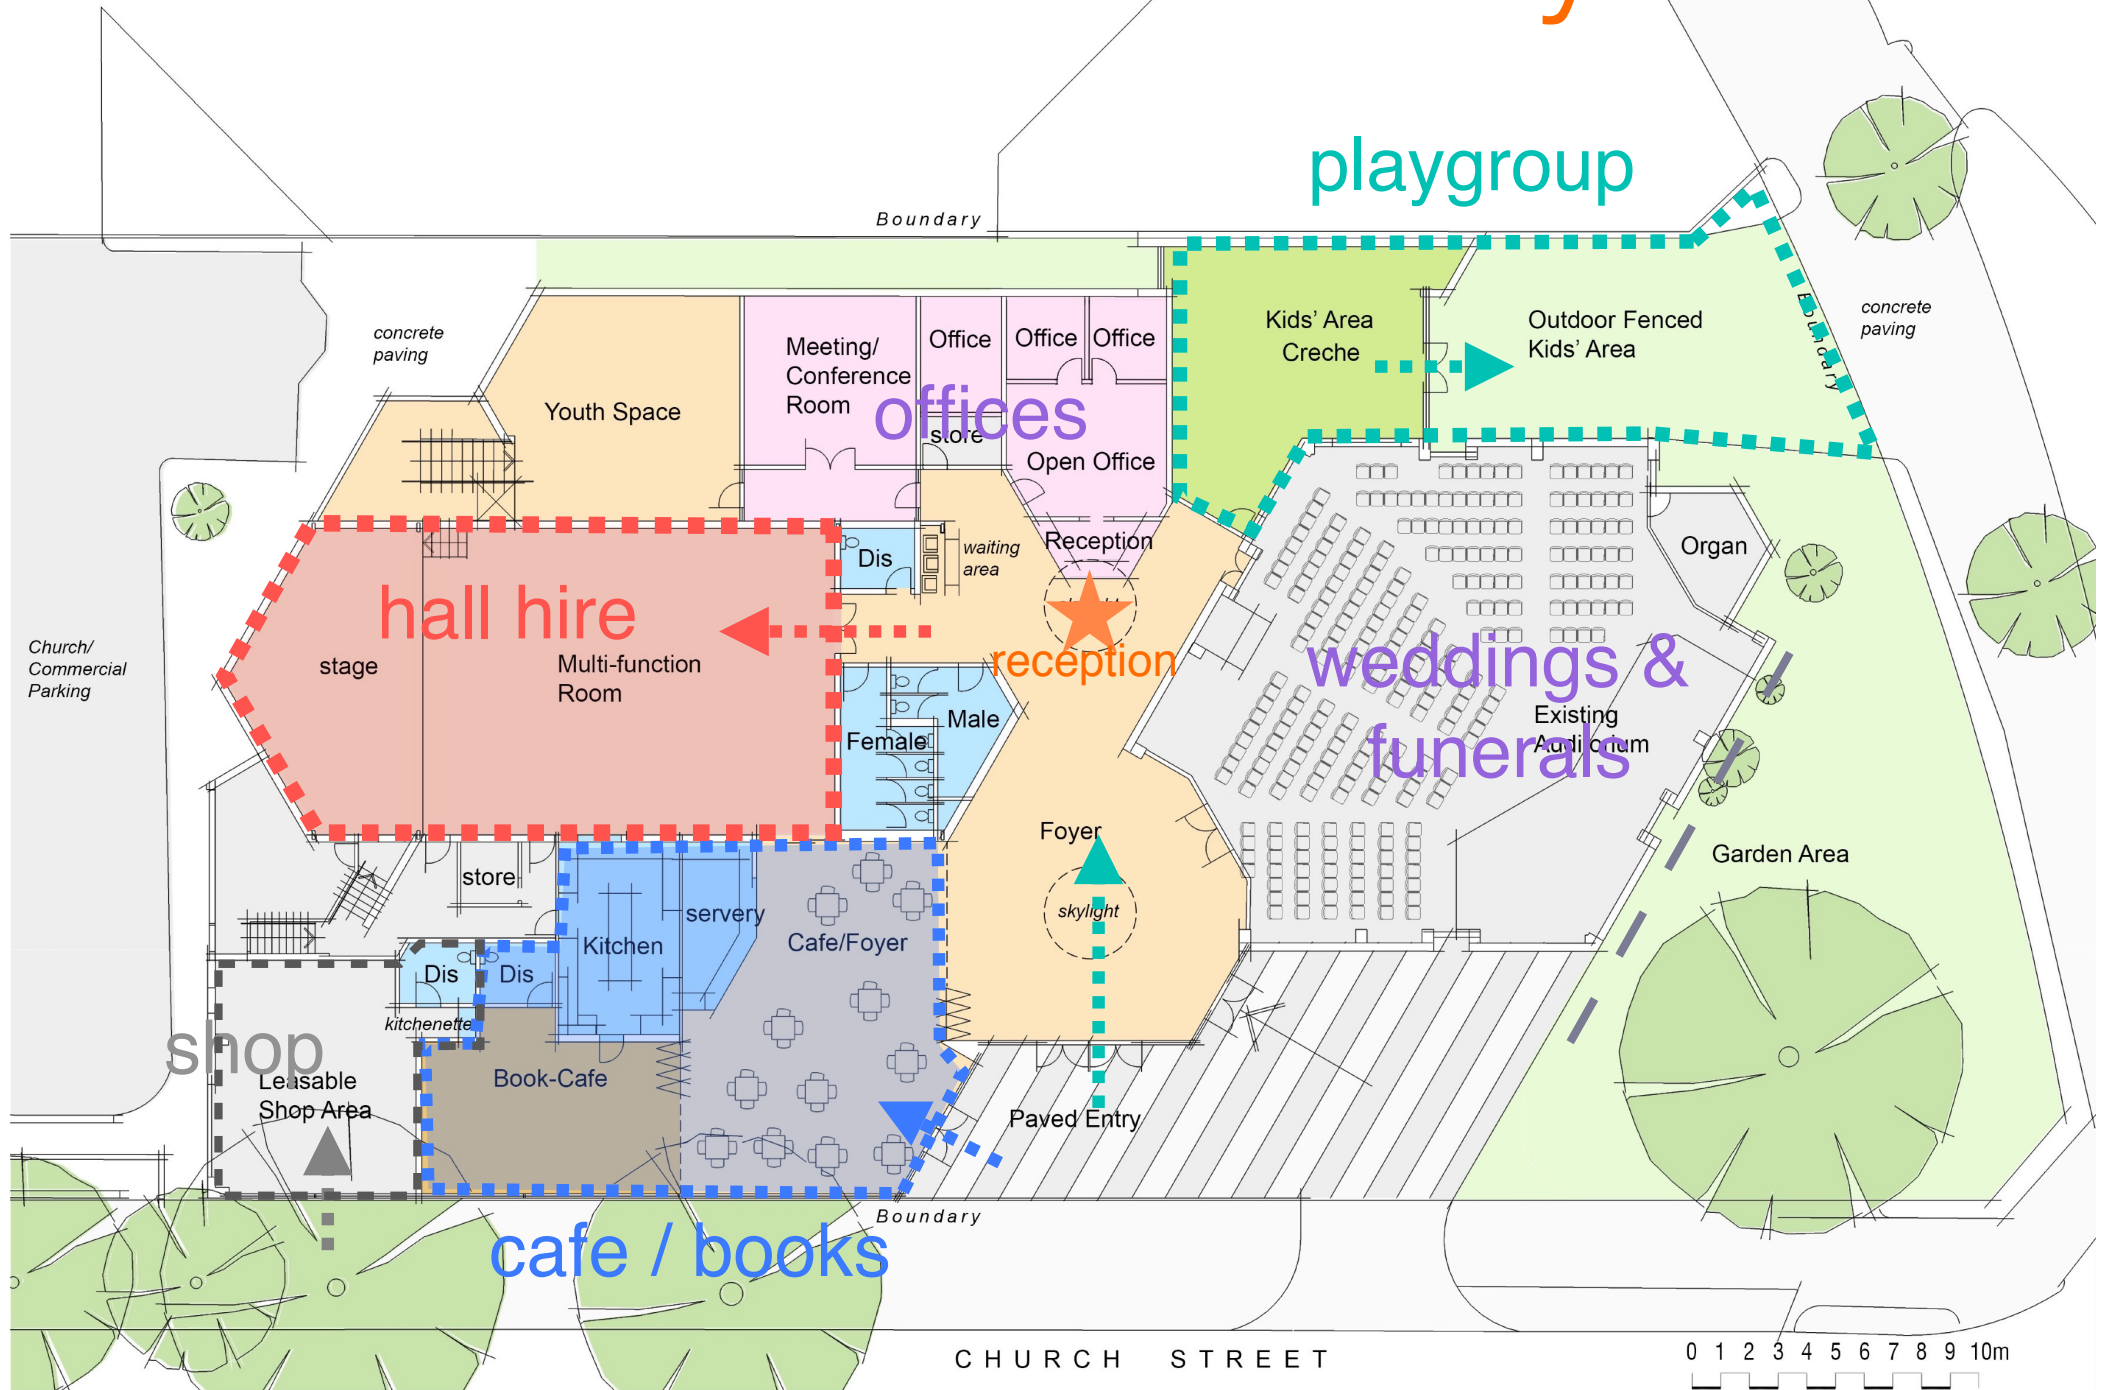 y
playgroup
Boundary
concrete
paving
Meeting/
Conference
Room
Office
Office
Office
Kids' Area
Creche
Outdoor Fenced
Kids' Area
Boundary
concrete
paving
Youth Space
offices
store
Open Office
Dis
waiting
area
Reception
Organ
hall hire
stage
Multi-function
Room
reception
weddings &
funerals
Existing
Auditorium
Church/
Commercial
Parking
Male
Female
Foyer
skylight
Garden Area
store
servery
Kitchen
Cafe/Foyer
Dis
Dis
kitchenette
shop
Leasable
Shop Area
Book-Cafe
Paved Entry
Boundary
cafe / books
CHURCH STREET
0 1 2 3 4 5 6 7 8 9 10m